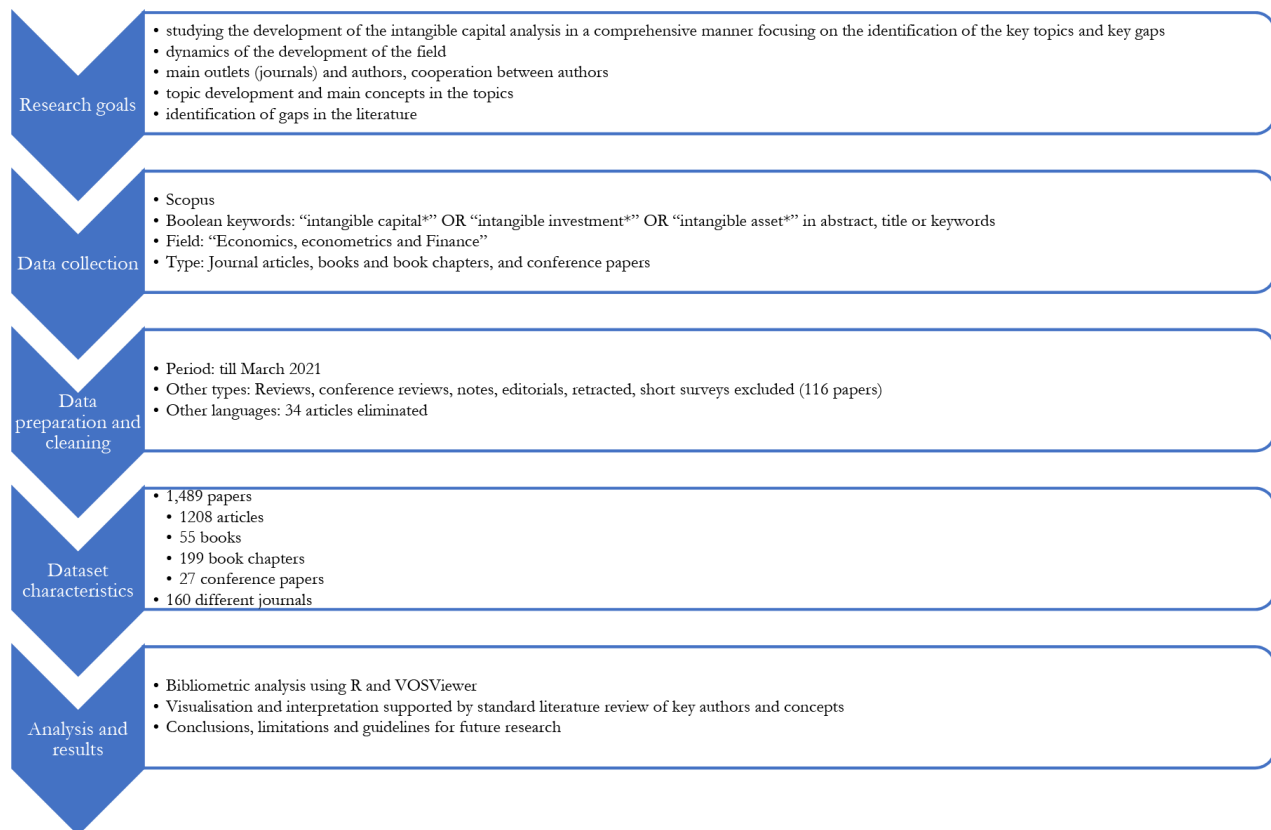 Research goals
• studying the development of the intangible capital analysis in a comprehensive manner focusing on the identification of the key topics and key gaps
• dynamics of the development of the field
• main outlets (journals) and authors, cooperation between authors
• topic development and main concepts in the topics
• identification of gaps in the literature
Data collection
• Scopus
• Boolean keywords: “intangible capital*” OR “intangible investment*” OR “intangible asset*” in abstract, title or keywords
• Field: “Economics, econometrics and Finance”
• Type: Journal articles, books and book chapters, and conference papers
Data
preparation and
cleaning
• Period: till March 2021
• Other types: Reviews, conference reviews, notes, editorials, retracted, short surveys excluded (116 papers)
• Other languages: 34 articles eliminated
Dataset
characteristics
• 1,489 papers
• 1208 articles
• 55 books
• 199 book chapters
• 27 conference papers
• 160 different journals
Analysis and
results
• Bibliometric analysis using R and VOSViewer
• Visualisation and interpretation supported by standard literature review of key authors and concepts
• Conclusions, limitations and guidelines for future research